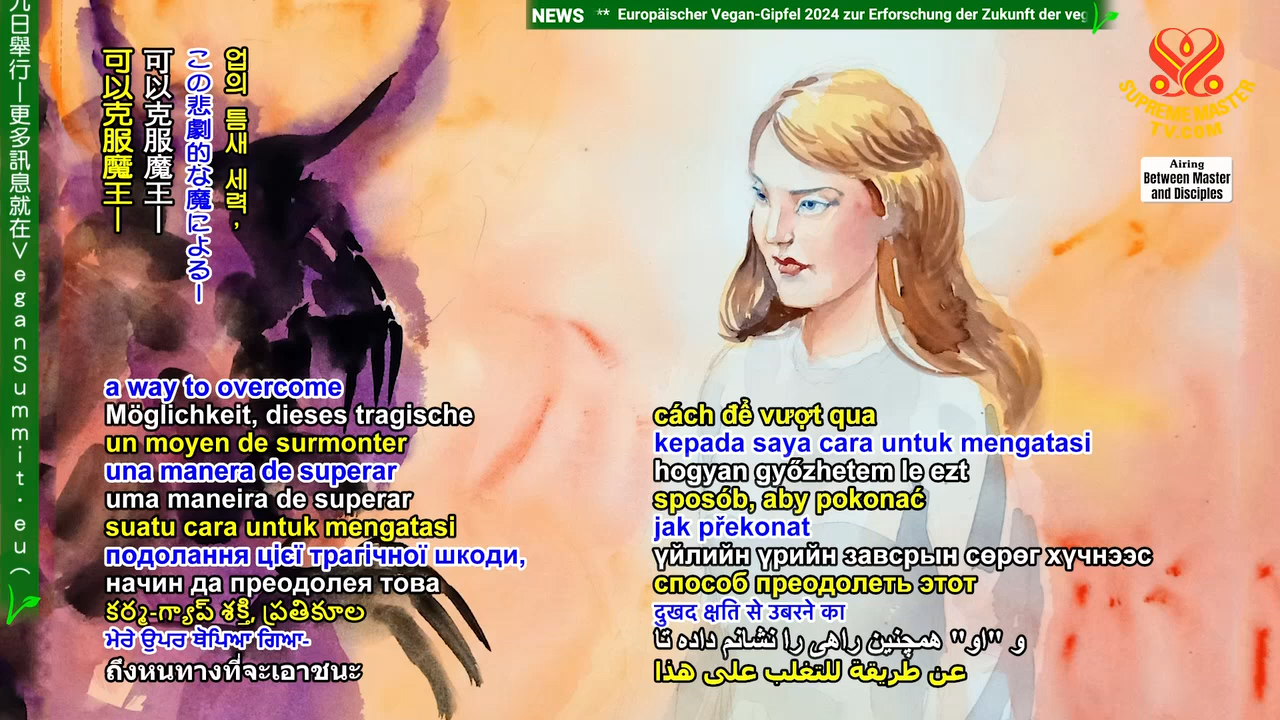 NEWS ** Europäischer Vegan-Gipfel 2024 zur Erforschung der Zukunft der
九日舉行—更多訊息就在VeganSummit.eu（
可以克服魔王—
可以克服魔王—
この悲劇的な魔による—
업의 틈새 세력,
SUPREME MASTER
TV.COM
Airing
Between Master
and Disciples
a way to overcome
Möglichkeit, dieses tragische
un moyen de surmonter
una manera de superar
uma maneira de superar
suatu cara untuk mengatasi
подолання цієї трагічної шкоди,
начин да преодолея това
కర్మ-గ్యాప్ శక్తి, ప్రతికూల
ਮੇਰੇ ਉਪਰ ਥੋਪਿਆ ਗਿਆ-
ถึงหนทางที่จะเอาชนะ
cách để vượt qua
kepada saya cara untuk mengatasi
hogyan győzhetem le ezt
sposób, aby pokonać
jak překonat
үйлийн үрийн завсрын сөрөг хүчнээс
способ преодолеть этот
दुखद क्षति से उबरने का
و "او" همچنین راهی را نشانم داده تا
عن طريقة للتغلب على هذا